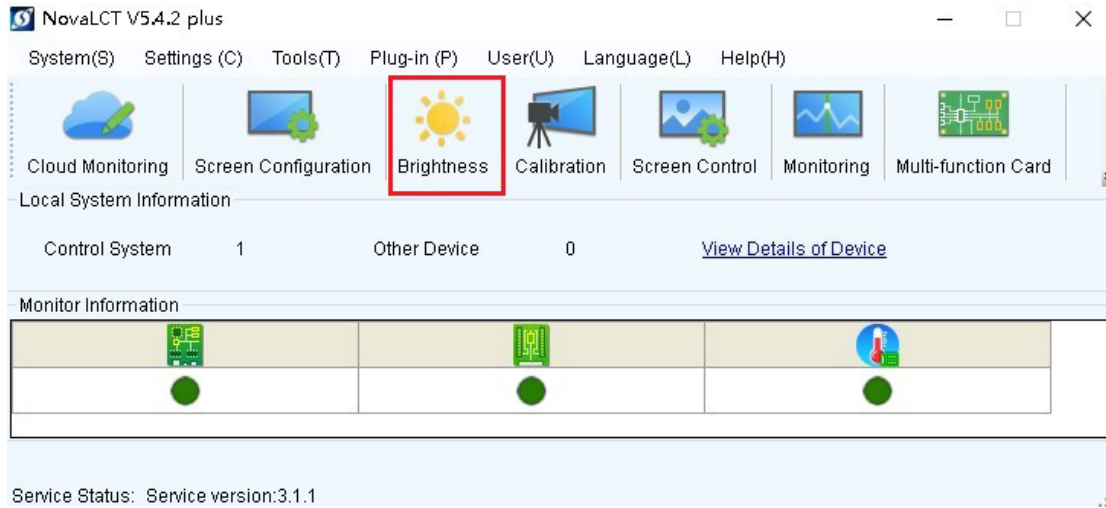 NovaLCT V5.4.2 plus
System(S) Settings (C) Tools(T) Plug-in (P) User(U) Language(L) Help(H)
Cloud Monitoring Screen Configuration Brightness Calibration Screen Control Monitoring Multi-function Card
Local System Information
Control System 1 Other Device 0 View Details of Device
Monitor Information
Service Status: Service version:3.1.1